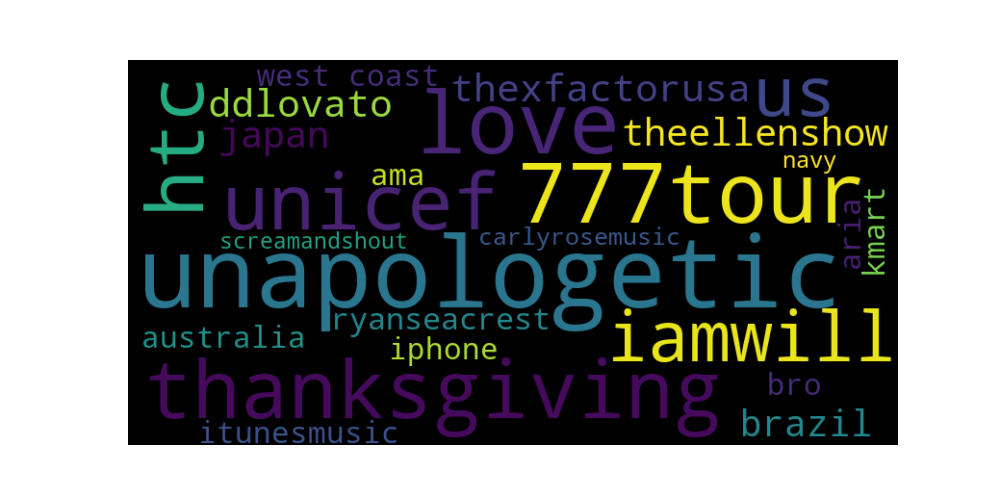 west coast
ddlovato
thexfactorusa
us
htc
love
japan
theellenshow
navy
ama
unicef
777tour
aria
kmart
screamandshout
carlyrosemusic
unapologetic
ryanseacrest
australia
iphone
iamwill
thanksgiving
bro
brazil
itunesmusic